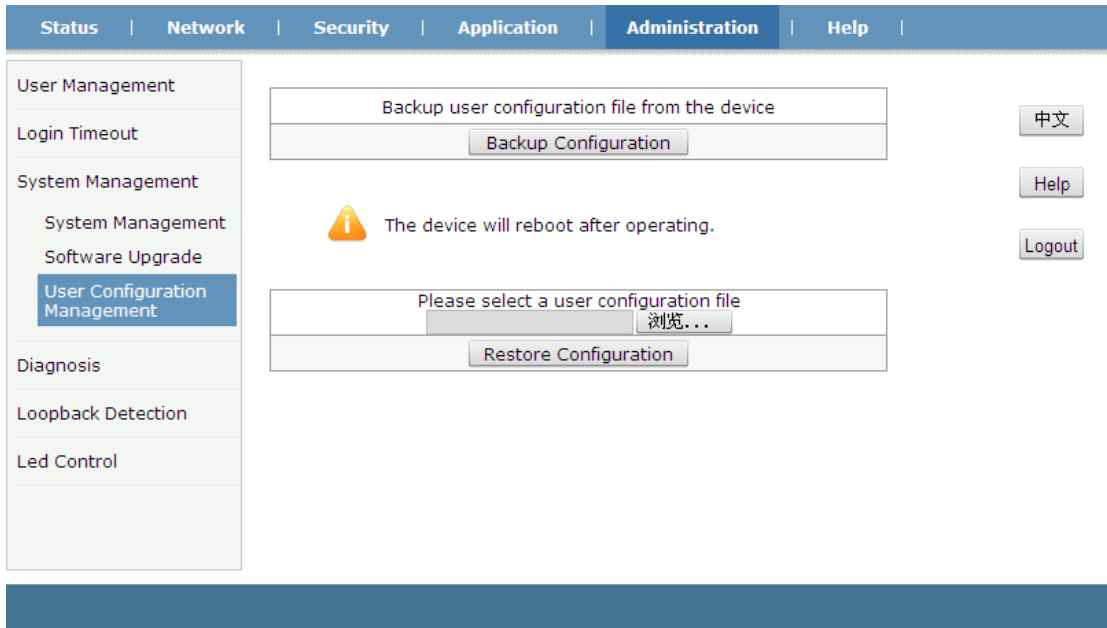 Status | Network | Security | Application | Administration | Help |
User Management
Login Timeout
System Management
System Management
Software Upgrade
User Configuration
Management
Diagnosis
Loopback Detection
Led Control
Backup user configuration file from the device
Backup Configuration
The device will reboot after operating.
Please select a user configuration file
浏览...
Restore Configuration
中文
Help
Logout